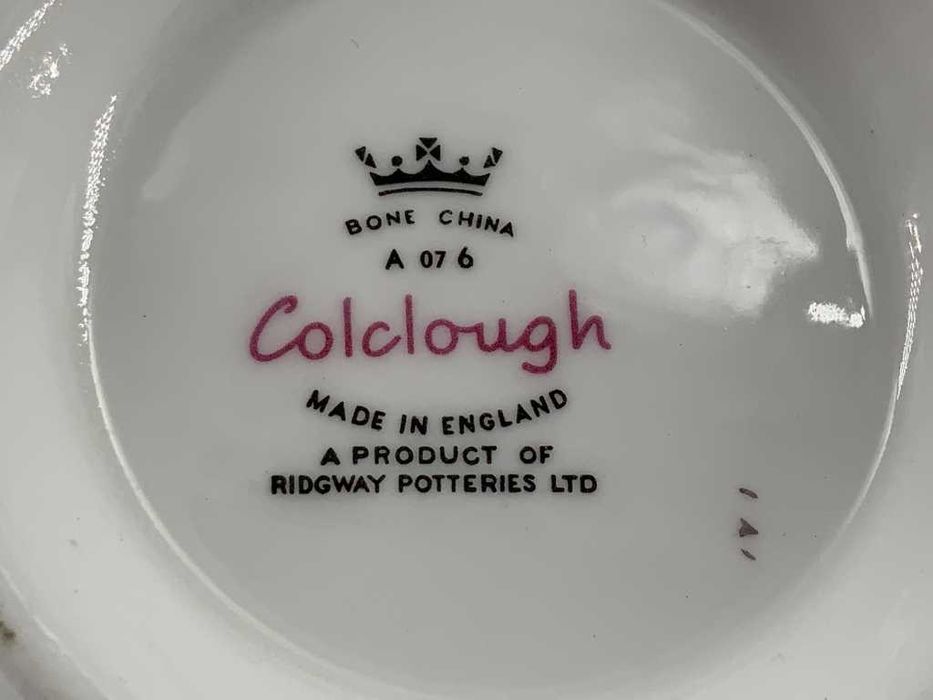 BONE CHINA
A 07 6
Colclough
MADE IN ENGLAND
A PRODUCT OF
RIDGWAY POTTERIES LTD